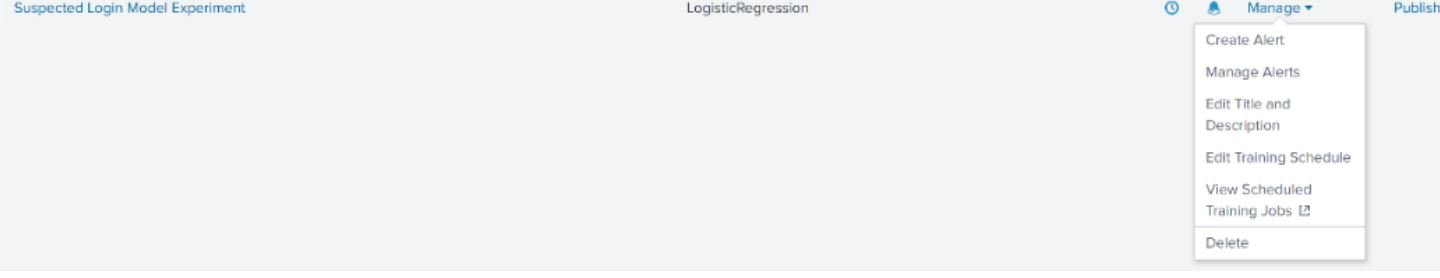 Suspected Login Model Experiment LogisticRegression Manage Publish
Create Alert
Manage Alerts
Edit Title and
Description
Edit Training Schedule
View Scheduled
Training Jobs
Delete